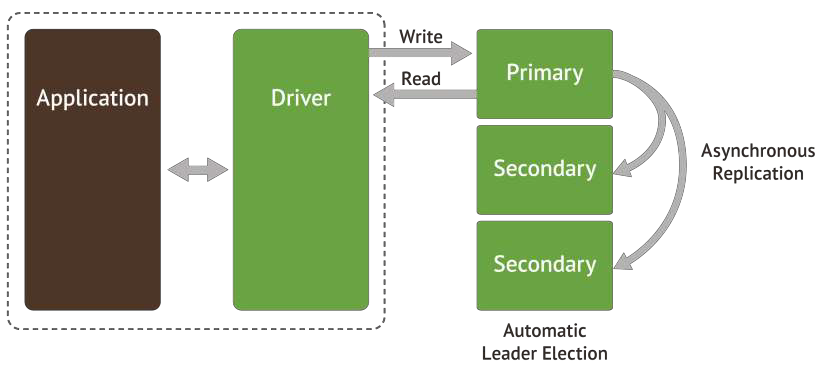 Application
Driver
Write
Read
Primary
Secondary
Secondary
Asynchronous
Replication
Automatic
Leader Election